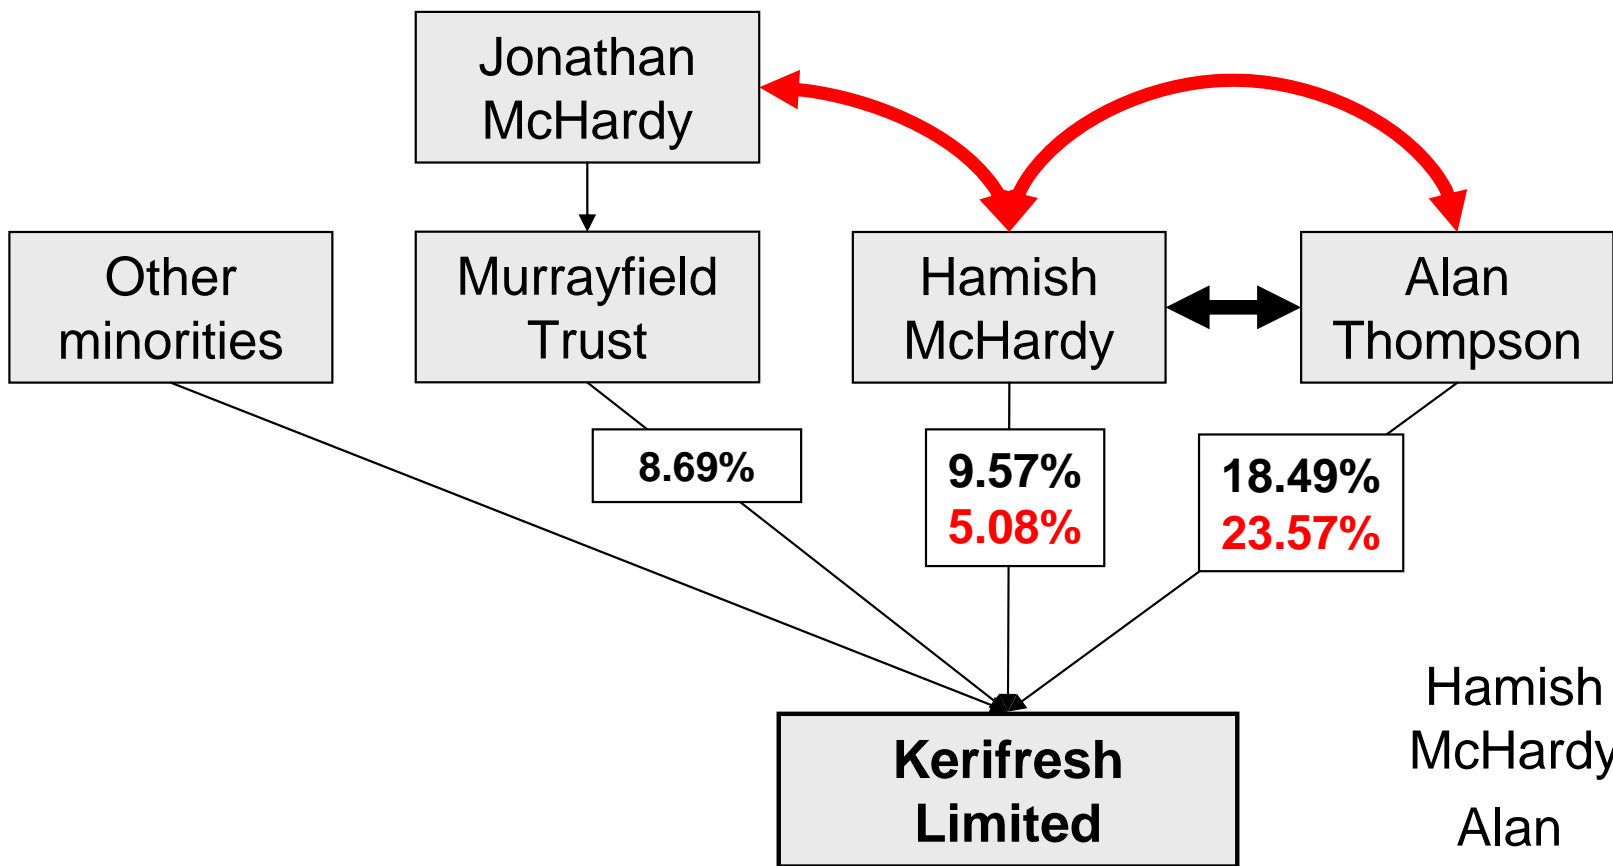 Jonathan
McHardy
Other
minorities
Murrayfield
Trust
Hamish
McHardy
Alan
Thompson
8.69%
9.57%
5.08%
18.49%
23.57%
Kerifresh
Limited
Hamish
McHardy
Alan